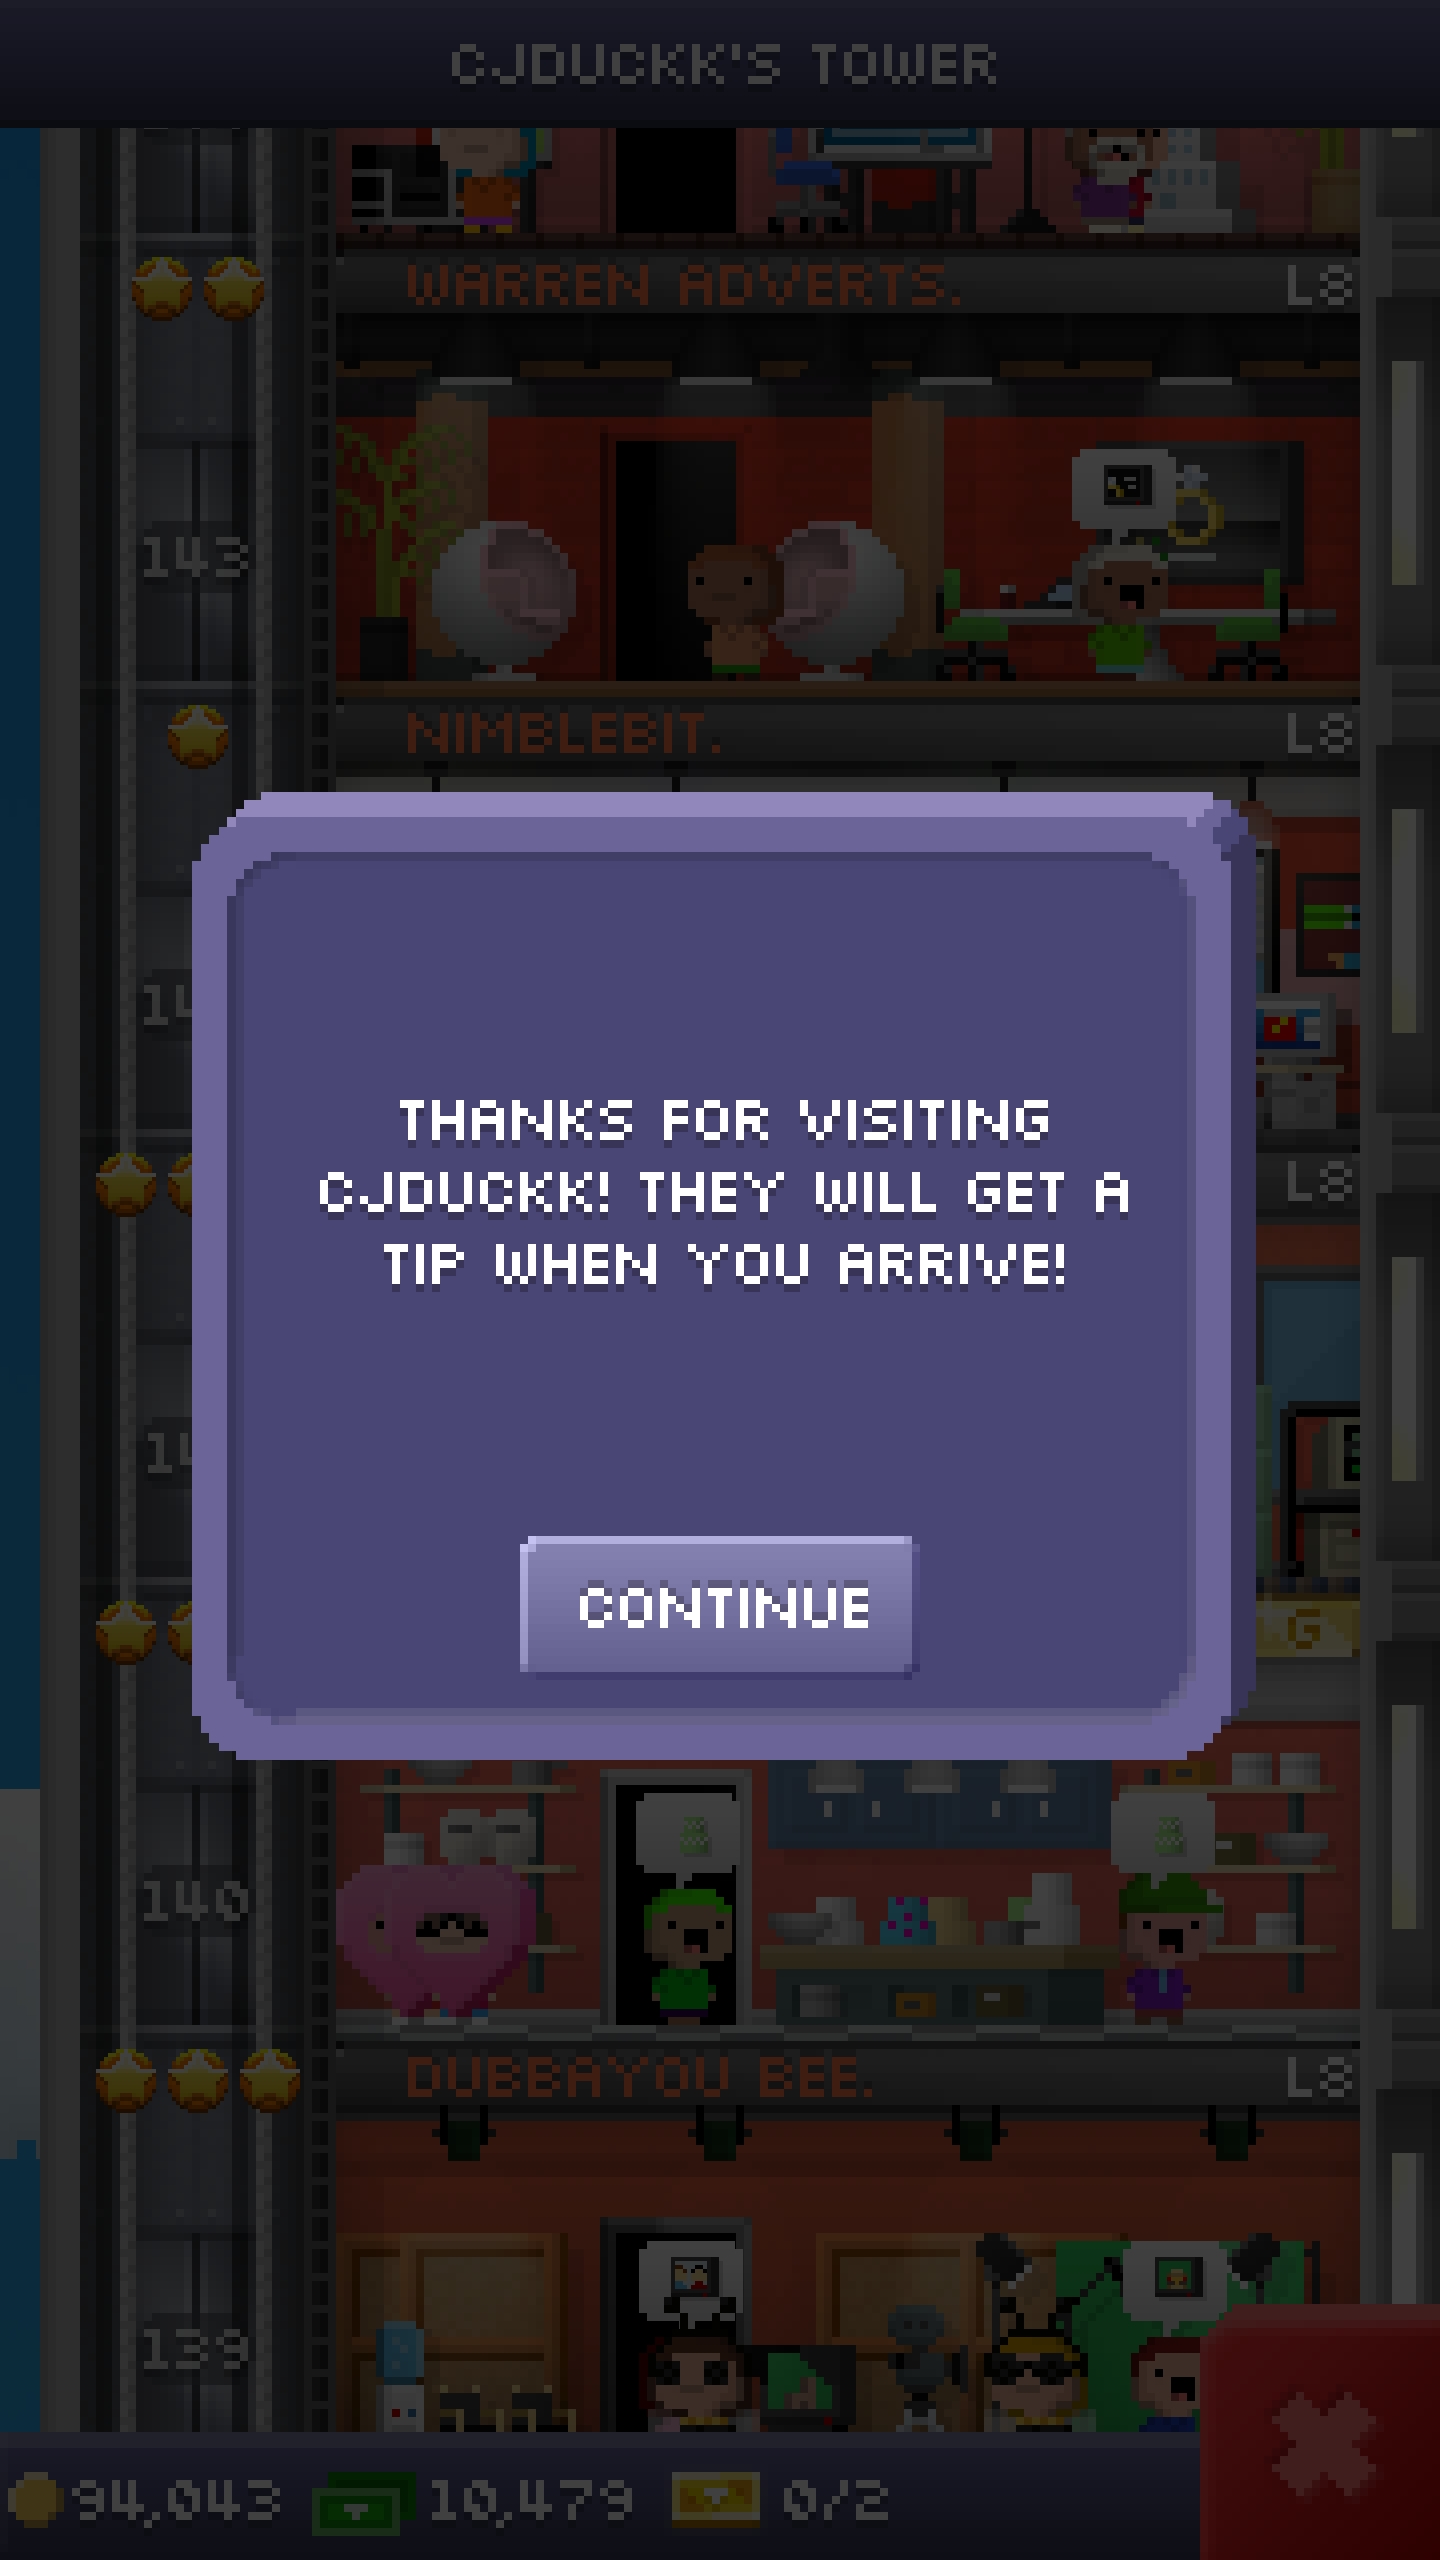 CJDUCKK'S TOWER
WARREN ADVERTS. L8
143
NIMBLEBIT. L8
L8
THANKS FOR VISITING
CJDUCKK! THEY WILL GET A
TIP WHEN YOU ARRIVE!
CONTINUE
140
DUBBAYOU BEE. L8
139
94,043 10,479 0/2